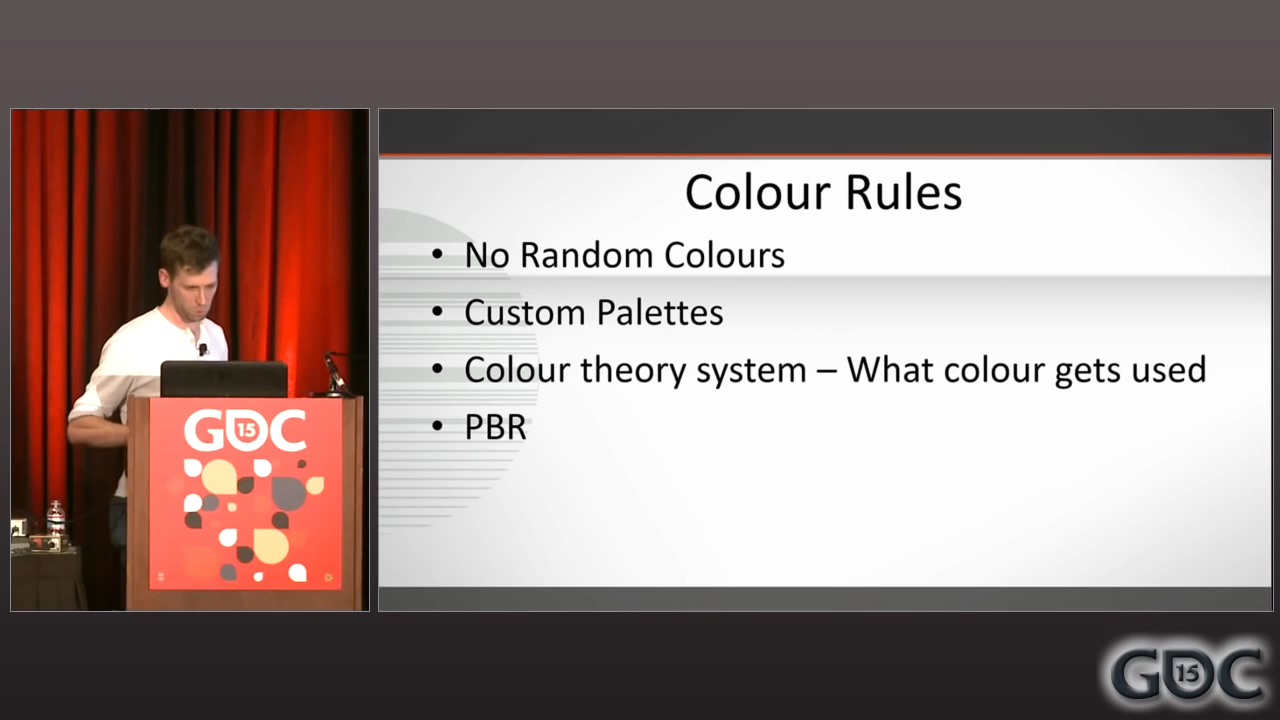 Colour Rules
• No Random Colours
• Custom Palettes
• Colour theory system – What colour gets used
• PBR
GDC 15
GDC 15